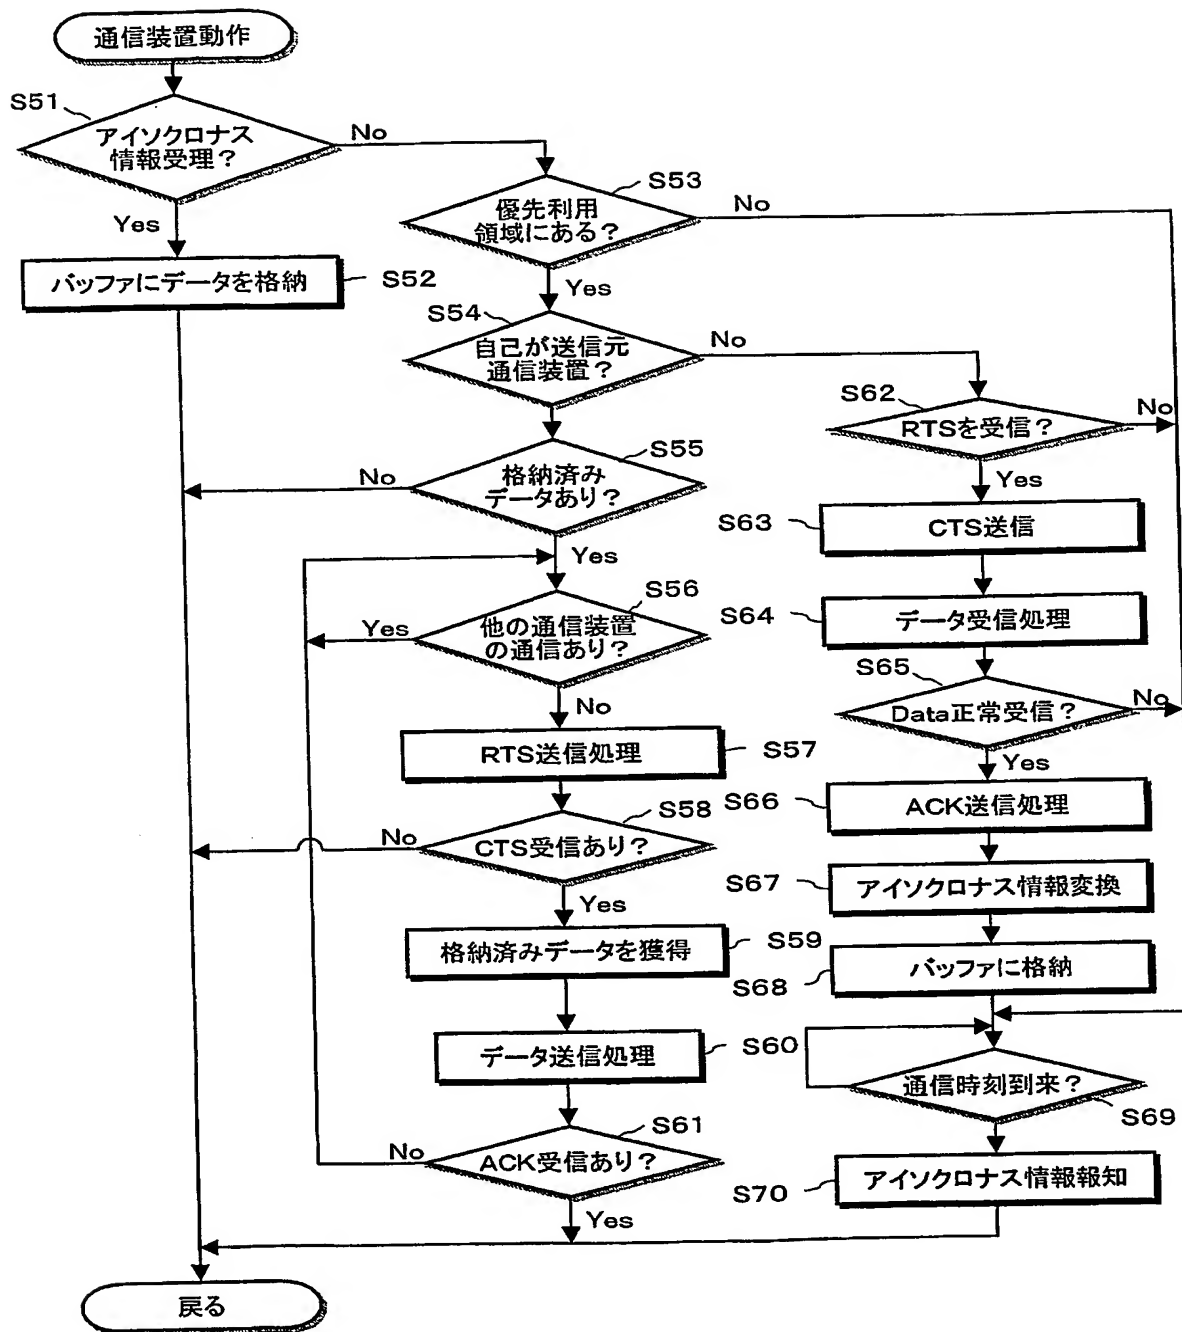 通信装置動作
S51
アイソクロナス
情報受理？
No
Yes
バッファにデータを格納
S52
S53
優先利用
領域にある？
No
Yes
S54
自己が送信元
通信装置？
No
S55
格納済み
データあり？
No
Yes
S56
他の通信装置
の通信あり？
Yes
No
RTS送信処理
S57
S58
CTS受信あり？
No
Yes
格納済みデータを獲得
S59
データ送信処理
S60
S61
ACK受信あり？
No
Yes
S62
RTSを受信？
No
Yes
S63
CTS送信
S64
データ受信処理
S65
Data正常受信？
No
Yes
S66
ACK送信処理
S67
アイソクロナス情報変換
S68
バッファに格納
通信時刻到来？
S69
S70
アイソクロナス情報報知
戻る